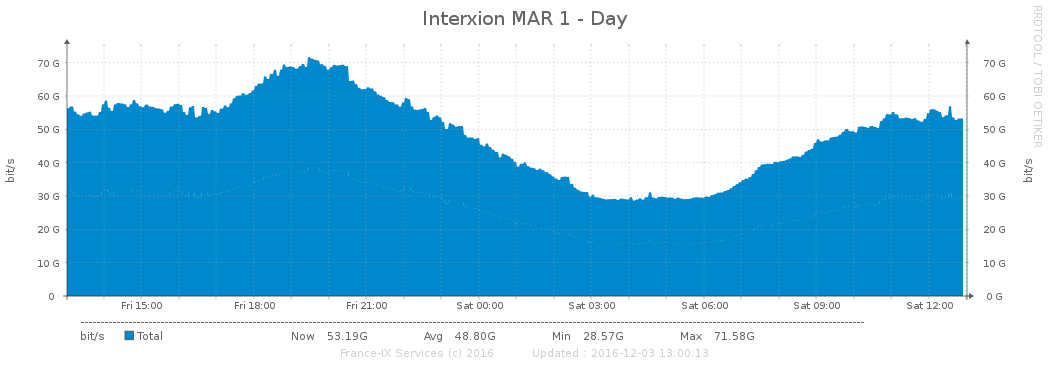 Interxion MAR 1 - Day
RRDTOOL / TOBI OETIKER
bit/s
70 G 70 G
60 G 60 G
50 G 50 G
40 G 40 G
30 G 30 G
20 G 20 G
10 G 10 G
0 0 G
bit/s
Fri 15:00 Fri 18:00 Fri 21:00 Sat 00:00 Sat 03:00 Sat 06:00 Sat 09:00 Sat 12:00
bit/s Total Now 53.19G Avg 48.80G Min 28.57G Max 71.58G
France-IX Services (c) 2016 Updated : 2016-12-03 13:00:13